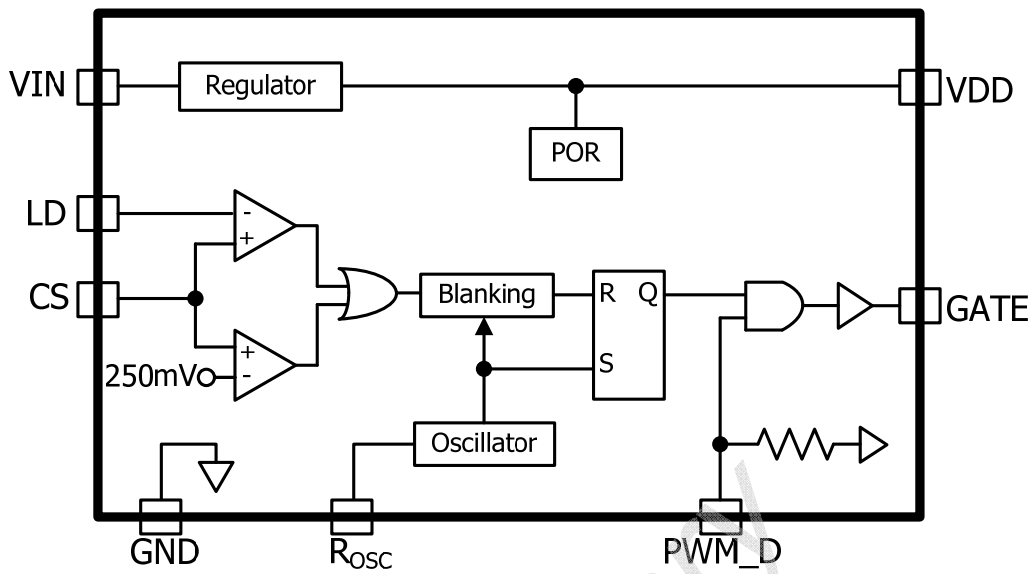 VIN
Regulator
VDD
POR
LD
-
+
CS
Blanking
R Q
GATE
+
250mV
-
S
Oscillator
GND
ROSC
PWM_D